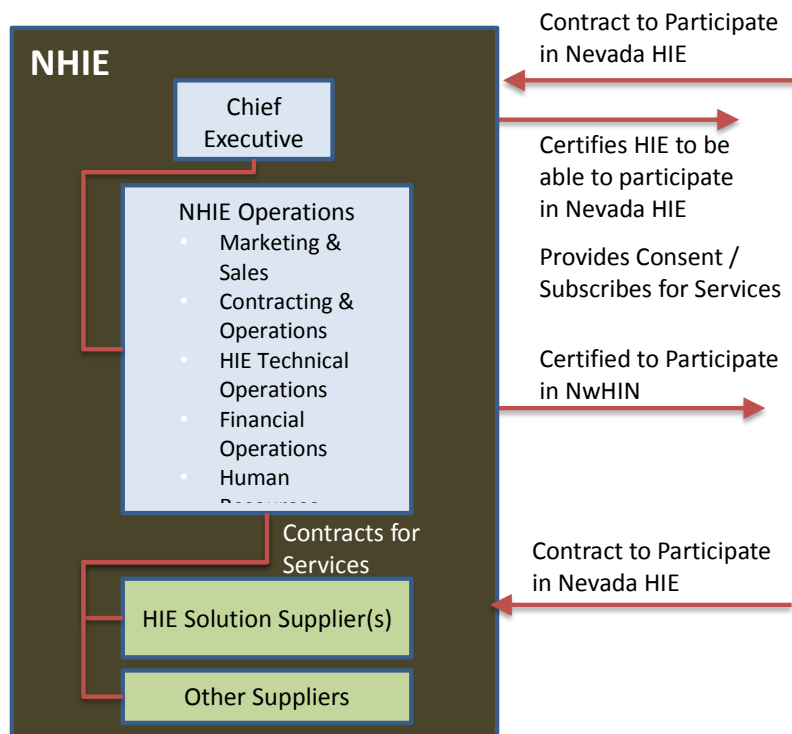 NHIE
Chief
Executive
NHIE Operations
Marketing &
Sales
Contracting &
Operations
HIE Technical
Operations
Financial
Operations
Human
Contracts for
Services
HIE Solution Supplier(s)
Other Suppliers
Contract to Participate
in Nevada HIE
Certifies HIE to be
able to participate
in Nevada HIE
Provides Consent /
Subscribes for Services
Certified to Participate
in NwHIN
Contract to Participate
in Nevada HIE